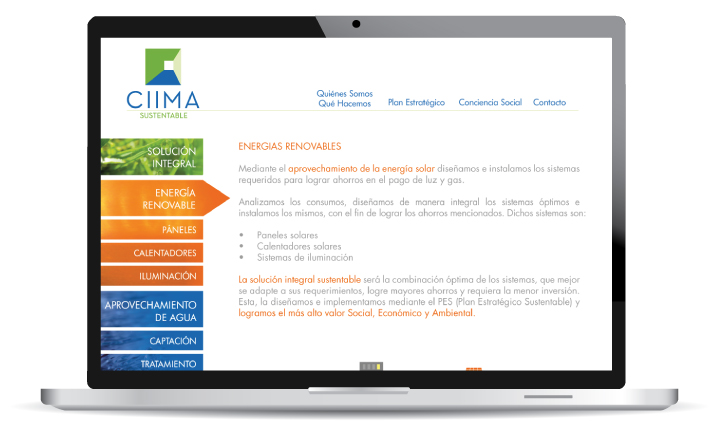 CIIMA
SUSTENTABLE
Quiénes Somos
Qué Hacemos
Plan Estratégico
Conciencia Social
Contacto
SOLUCIÓN
INTEGRAL
ENERGÍA
RENOVABLE
PÁNELES
CALENTADORES
ILUMINACIÓN
APROVECHAMIENTO
DE AGUA
CAPTACIÓN
TRATAMIENTO
ENERGIAS RENOVABLES
Mediante el aprovechamiento de la energía solar diseñamos e instalamos los sistemas
requeridos para lograr ahorros en el pago de luz y gas.
Analizamos los consumos, diseñamos de manera integral los sistemas óptimos e
instalamos los mismos, con el fin de lograr los ahorros mencionados. Dichos sistemas son:
• Paneles solares
• Calentadores solares
• Sistemas de iluminación
La solución integral sustentable será la combinación óptima de los sistemas, que mejor
se adapte a sus requerimientos, logre mayores ahorros y requiera la menor inversión.
Esta, la diseñamos e implementamos mediante el PES (Plan Estratégico Sustentable) y
logramos el más alto valor Social, Económico y Ambiental.